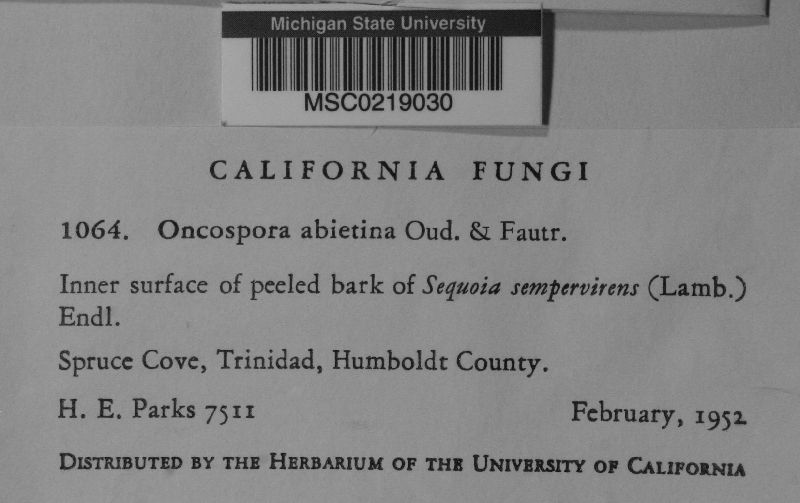 Michigan State University
MSC0219030
CALIFORNIA FUNGI
1064. Oncospora abietina Oud. & Fautr.
Inner surface of peeled bark of Sequoia sempervirens (Lamb.)
Endl.
Spruce Cove, Trinidad, Humboldt County.
H. E. Parks 7511 February, 1952
DISTRIBUTED BY THE HERBARIUM OF THE UNIVERSITY OF CALIFORNIA